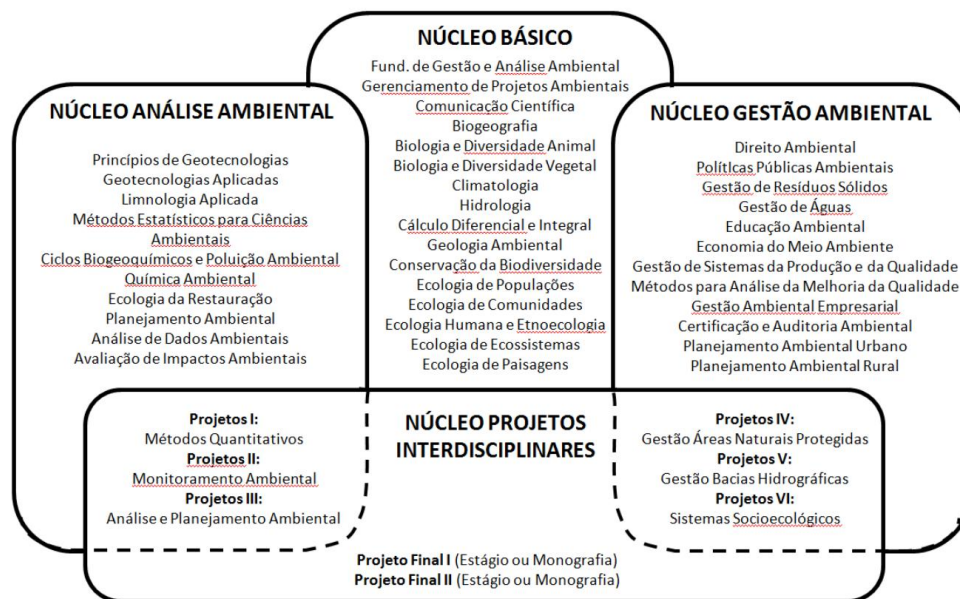 NÚCLEO BÁSICO
Fund. de Gestão e Análise Ambiental
Gerenciamento de Projetos Ambientais
Comunicação Científica
Biogeografia
Biologia e Diversidade Animal
Biologia e Diversidade Vegetal
Climatologia
Hidrologia
Cálculo Diferencial e Integral
Geologia Ambiental
Conservação da Biodiversidade
Ecologia de Populações
Ecologia de Comunidades
Ecologia Humana e Etnoecologia
Ecologia de Ecossistemas
Ecologia de Paisagens
NÚCLEO ANÁLISE AMBIENTAL
Princípios de Geotecnologias
Geotecnologias Aplicadas
Limnologia Aplicada
Métodos Estatísticos para Ciências
Ambientais
Ciclos Biogeoquímicos e Poluição Ambiental
Química Ambiental
Ecologia da Restauração
Planejamento Ambiental
Análise de Dados Ambientais
Avaliação de Impactos Ambientais
NÚCLEO GESTÃO AMBIENTAL
Direito Ambiental
PolítIcas Públicas Ambientais
Gestão de Resíduos Sólidos
Gestão de Águas
Educação Ambiental
Economia do Meio Ambiente
Gestão de Sistemas da Produção e da Qualidade
Métodos para Análise da Melhoria da Qualidade
Gestão Ambiental Empresarial
Certificação e Auditoria Ambiental
Planejamento Ambiental Urbano
Planejamento Ambiental Rural
NÚCLEO PROJETOS
INTERDISCIPLINARES
Projetos I:
Métodos Quantitativos
Projetos II:
Monitoramento Ambiental
Projetos III:
Análise e Planejamento Ambiental
Projetos IV:
Gestão Áreas Naturais Protegidas
Projetos V:
Gestão Bacias Hidrográficas
Projetos VI:
Sistemas Socioecológicos
Projeto Final I (Estágio ou Monografia)
Projeto Final II (Estágio ou Monografia)